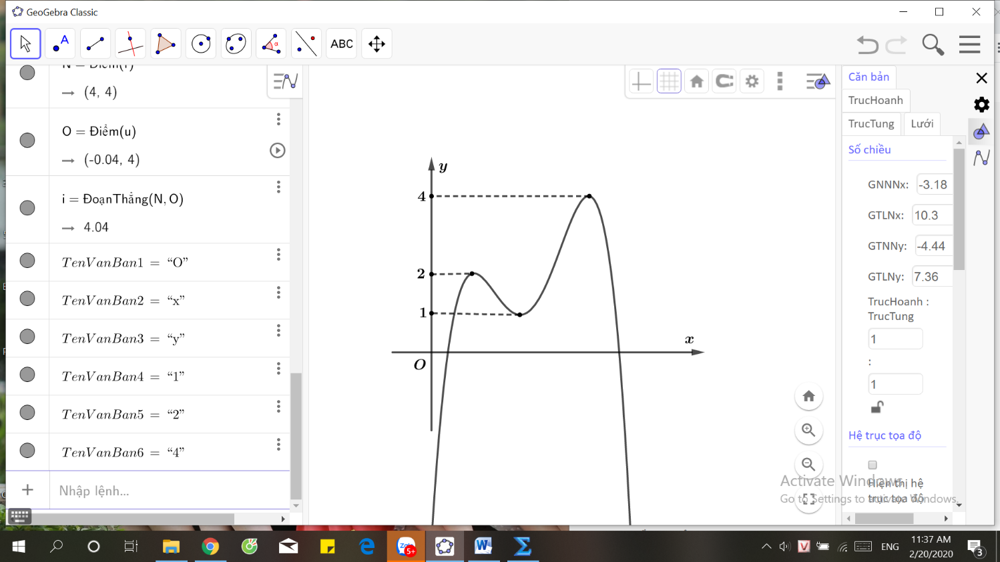 GeoGebra Classic
ABC
N = Điểm(r)
→ (4, 4)
O = Điểm(u)
→ (-0.04, 4)
i = ĐoạnThẳng(N, O)
→ 4.04
TenVanBan1 = “O”
TenVanBan2 = “x”
TenVanBan3 = “y”
TenVanBan4 = “1”
TenVanBan5 = “2”
TenVanBan6 = “4”
Nhập lệnh...
y
4
2
1
x
O
Căn bản
TrucHoanh
TrucTung Lưới
Số chiều
GNNNx: -3.18
GTLNx: 10.3
GTNNy: -4.44
GTLNy: 7.36
TrucHoanh :
TrucTung
1
:
1
Hệ trục tọa độ
Hiển thị hệ
trục tọa độ
Activate Windows
Go to Settings to activate Windows.
ENG
11:37 AM
2/20/2020
5+
3